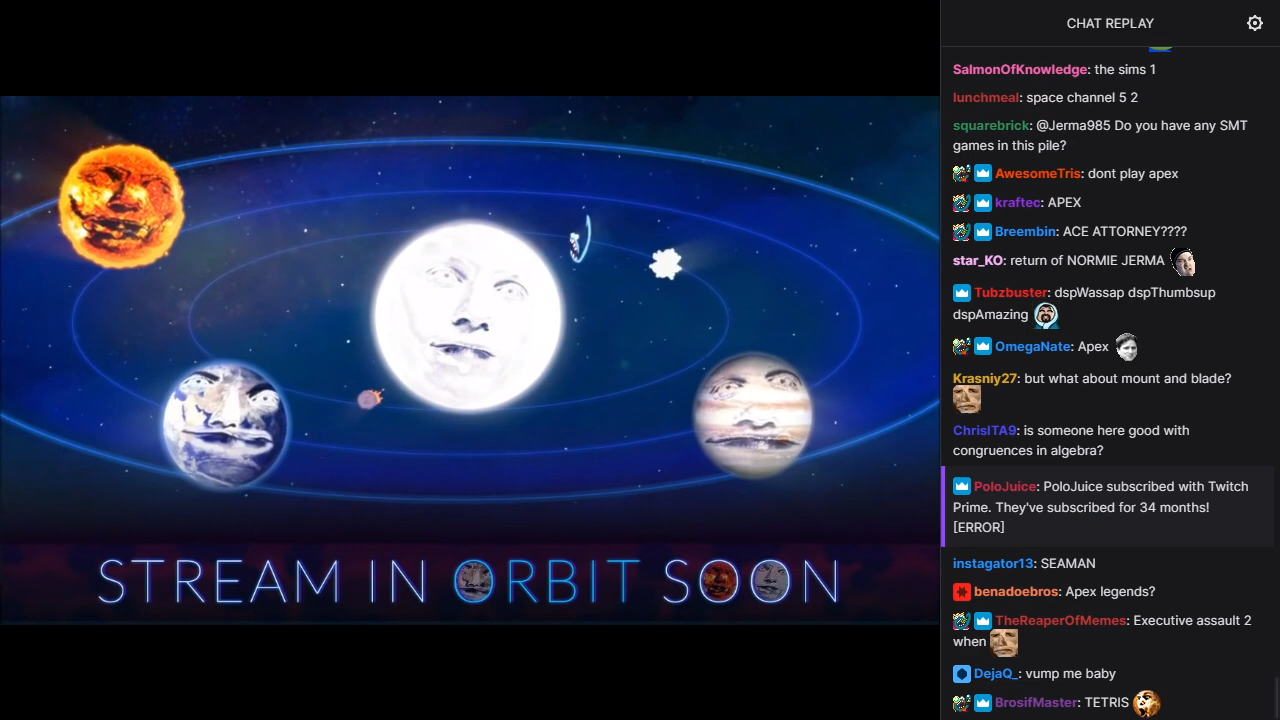 STREAM IN ORBIT SOON
CHAT REPLAY
SalmonOfKnowledge: the sims 1
lunchmeal: space channel 5 2
squarebrick: @Jerma985 Do you have any SMT
games in this pile?
AwesomeTris: dont play apex
kraftec: APEX
Breembin: ACE ATTORNEY????
star_KO: return of NORMIE JERMA
Tubzbuster: dspWassap dspThumbsup
dspAmazing
OmegaNate: Apex
Krasniy27: but what about mount and blade?
ChrisITA9: is someone here good with
congruences in algebra?
PoloJuice: PoloJuice subscribed with Twitch
Prime. They've subscribed for 34 months!
[ERROR]
instagator13: SEAMAN
benadoebros: Apex legends?
TheReaperOfMemes: Executive assault 2
when
DejaQ_: vump me baby
BrosifMaster: TETRIS